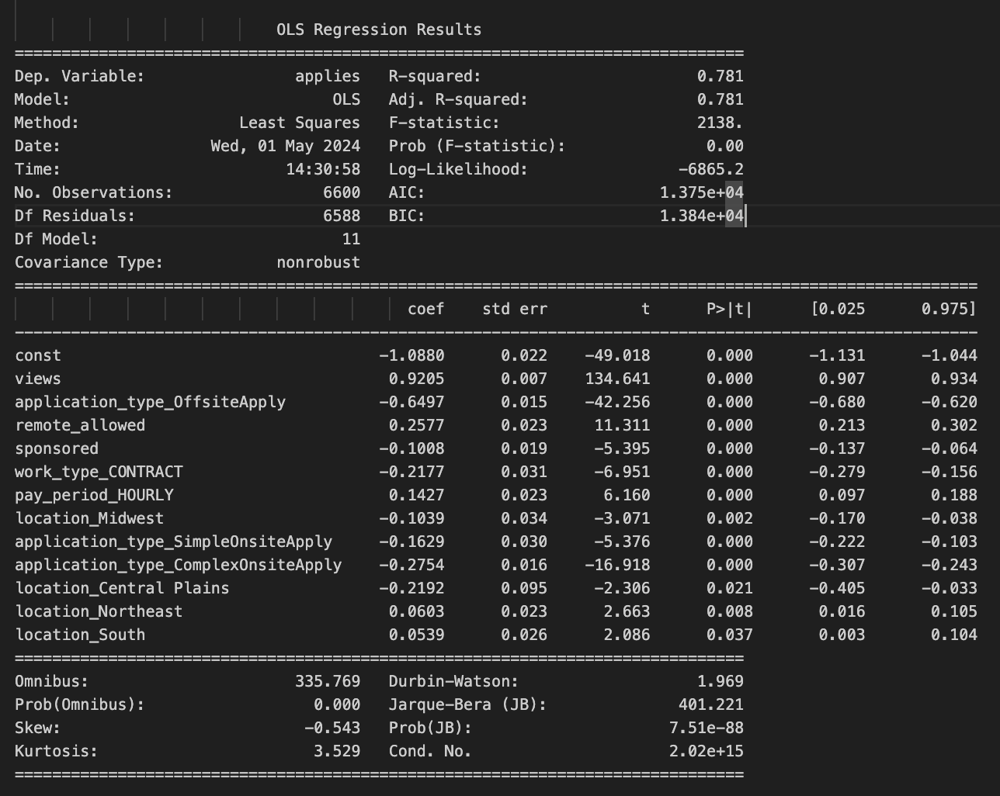 OLS Regression Results
==============================================================================
Dep. Variable: applies R-squared: 0.781
Model: OLS Adj. R-squared: 0.781
Method: Least Squares F-statistic: 2138.
Date: Wed, 01 May 2024 Prob (F-statistic): 0.00
Time: 14:30:58 Log-Likelihood: -6865.2
No. Observations: 6600 AIC: 1.375e+04
Df Residuals: 6588 BIC: 1.384e+04
Df Model: 11
Covariance Type: nonrobust
=======================================================================================================
coef std err t P>|t| [0.025 0.975]
-------------------------------------------------------------------------------------------------------
const -1.0880 0.022 -49.018 0.000 -1.131 -1.044
views 0.9205 0.007 134.641 0.000 0.907 0.934
application_type_OffsiteApply -0.6497 0.015 -42.256 0.000 -0.680 -0.620
remote_allowed 0.2577 0.023 11.311 0.000 0.213 0.302
sponsored -0.1008 0.019 -5.395 0.000 -0.137 -0.064
work_type_CONTRACT -0.2177 0.031 -6.951 0.000 -0.279 -0.156
pay_period_HOURLY 0.1427 0.023 6.160 0.000 0.097 0.188
location_Midwest -0.1039 0.034 -3.071 0.002 -0.170 -0.038
application_type_SimpleOnsiteApply -0.1629 0.030 -5.376 0.000 -0.222 -0.103
application_type_ComplexOnsiteApply -0.2754 0.016 -16.918 0.000 -0.307 -0.243
location_Central Plains -0.2192 0.095 -2.306 0.021 -0.405 -0.033
location_Northeast 0.0603 0.023 2.663 0.008 0.016 0.105
location_South 0.0539 0.026 2.086 0.037 0.003 0.104
==============================================================================
Omnibus: 335.769 Durbin-Watson: 1.969
Prob(Omnibus): 0.000 Jarque-Bera (JB): 401.221
Skew: -0.543 Prob(JB): 7.51e-88
Kurtosis: 3.529 Cond. No. 2.02e+15
==============================================================================